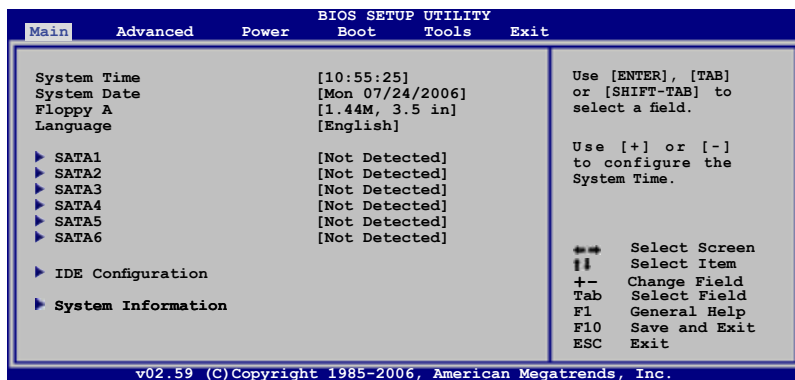 BIOS SETUP UTILITY
Main Advanced Power Boot Tools Exit
System Time [10:55:25]
System Date [Mon 07/24/2006]
Floppy A [1.44M, 3.5 in]
Language [English]
SATA1 [Not Detected]
SATA2 [Not Detected]
SATA3 [Not Detected]
SATA4 [Not Detected]
SATA5 [Not Detected]
SATA6 [Not Detected]
IDE Configuration
System Information
Use [ENTER], [TAB]
or [SHIFT-TAB] to
select a field.
Use [+] or [-]
to configure the
System Time.
Select Screen
Select Item
+- Change Field
Tab Select Field
F1 General Help
F10 Save and Exit
ESC Exit
v02.59 (C)Copyright 1985-2006, American Megatrends, Inc.